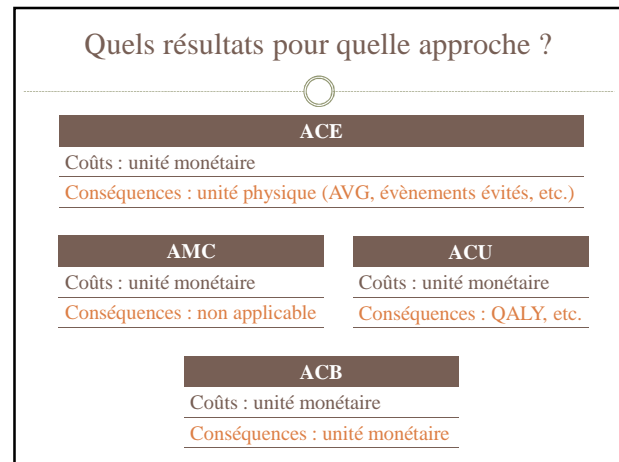 Quels résultats pour quelle approche ?
ACE
Coûts : unité monétaire
Conséquences : unité physique (AVG, évènements évités, etc.)
AMC
Coûts : unité monétaire
Conséquences : non applicable
ACU
Coûts : unité monétaire
Conséquences : QALY, etc.
ACB
Coûts : unité monétaire
Conséquences : unité monétaire